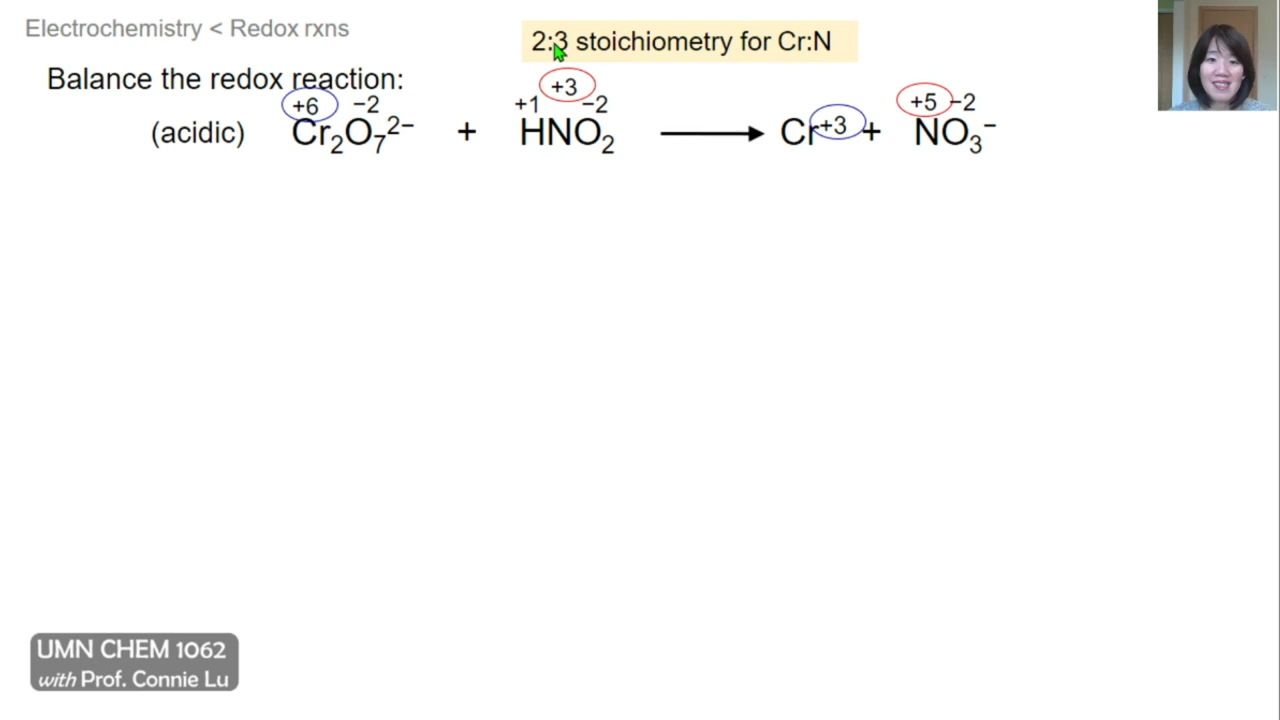 Electrochemistry < Redox rxns
2:3 stoichiometry for Cr:N
Balance the redox reaction:
+6 −2 +1 +3 −2 +5 −2
(acidic) Cr₂O₇²⁻ + HNO₂ ⟶ Cr⁺³ + NO₃⁻
UMN CHEM 1062
with Prof. Connie Lu